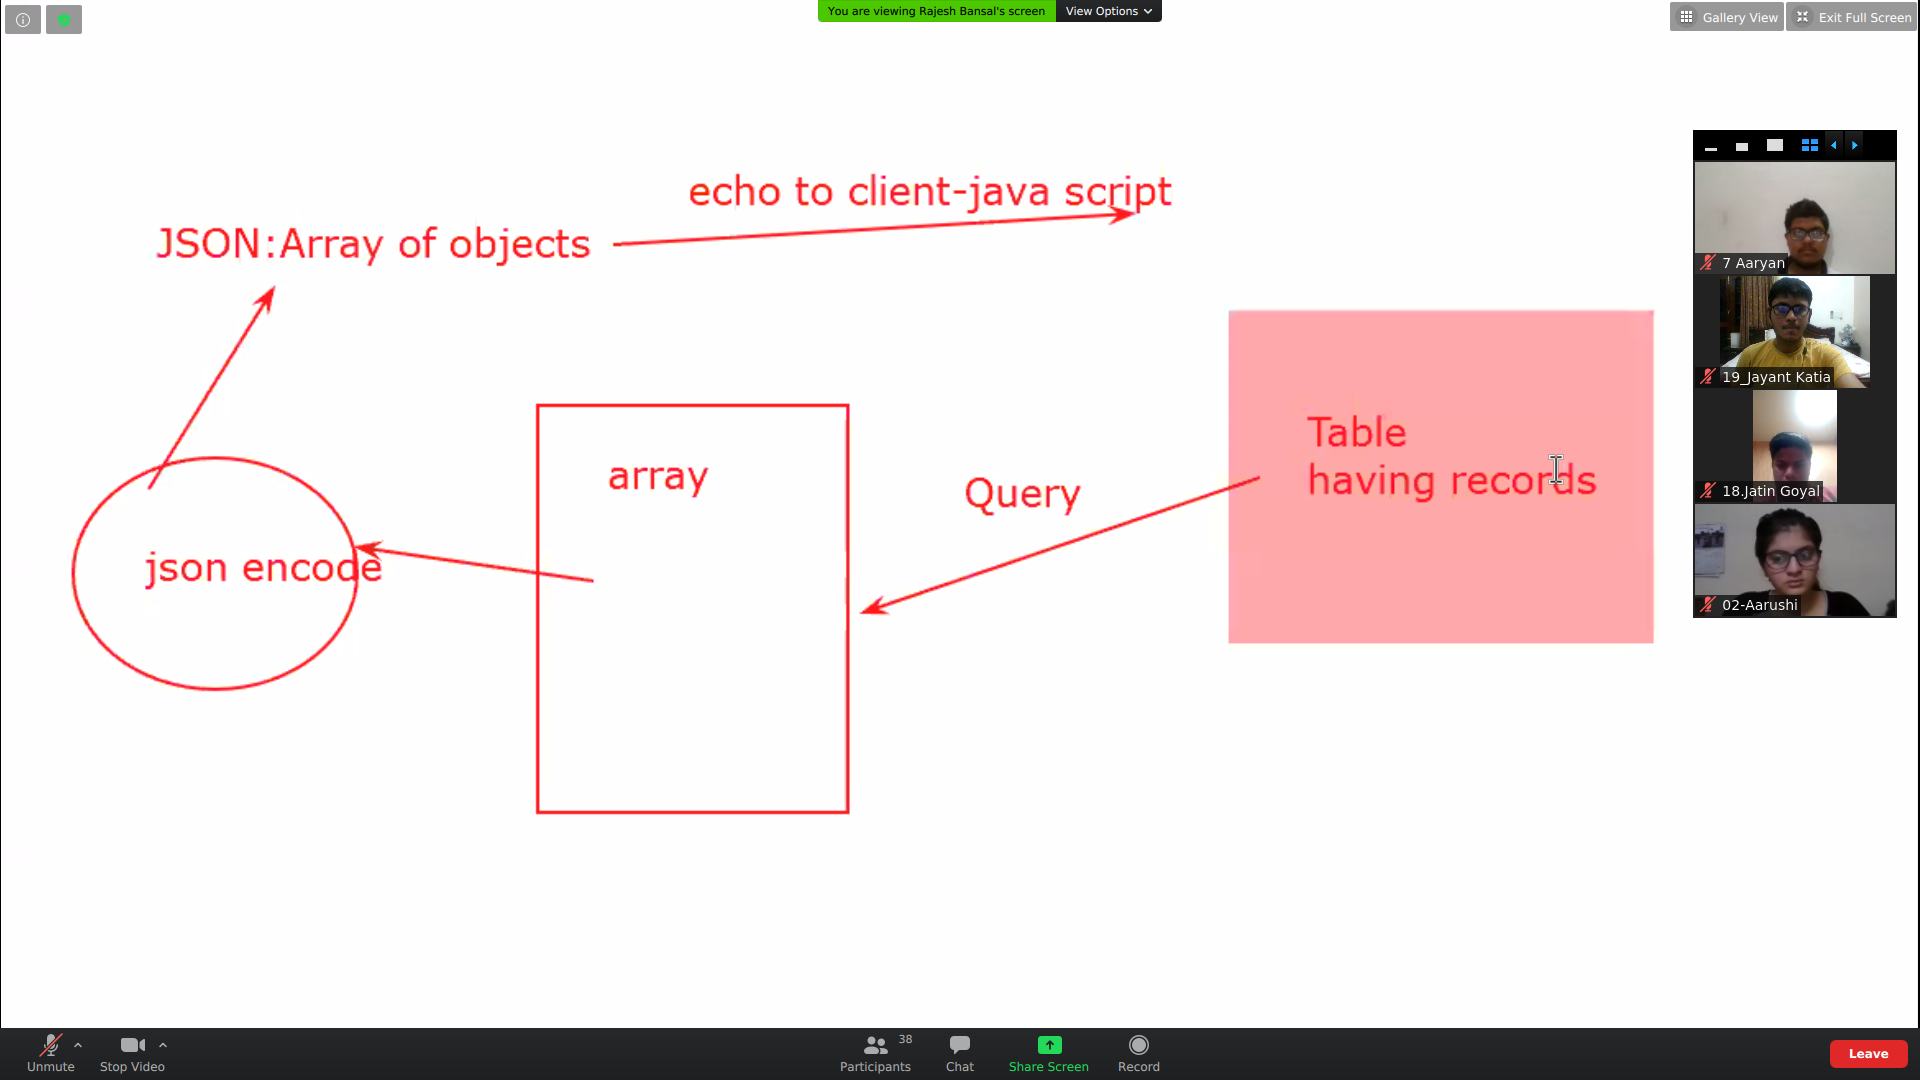 You are viewing Rajesh Bansal's screen
View Options
Gallery View
Exit Full Screen
echo to client-java script
JSON:Array of objects
Table
having records
array
Query
json encode
7 Aaryan
19_Jayant Katia
18.Jatin Goyal
02-Aarushi
Unmute
Stop Video
Participants
38
Chat
Share Screen
Record
Leave